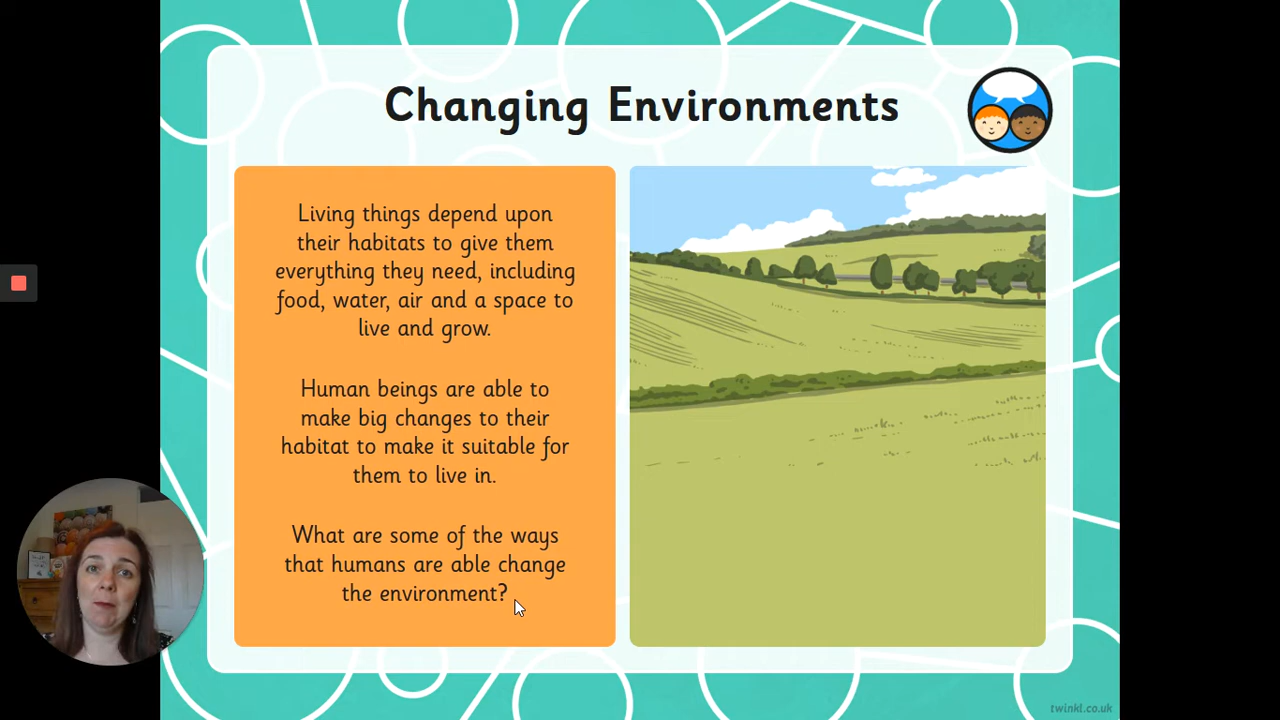 Changing Environments
Living things depend upon
their habitats to give them
everything they need, including
food, water, air and a space to
live and grow.
Human beings are able to
make big changes to their
habitat to make it suitable for
them to live in.
What are some of the ways
that humans are able change
the environment?
twinkl.co.uk